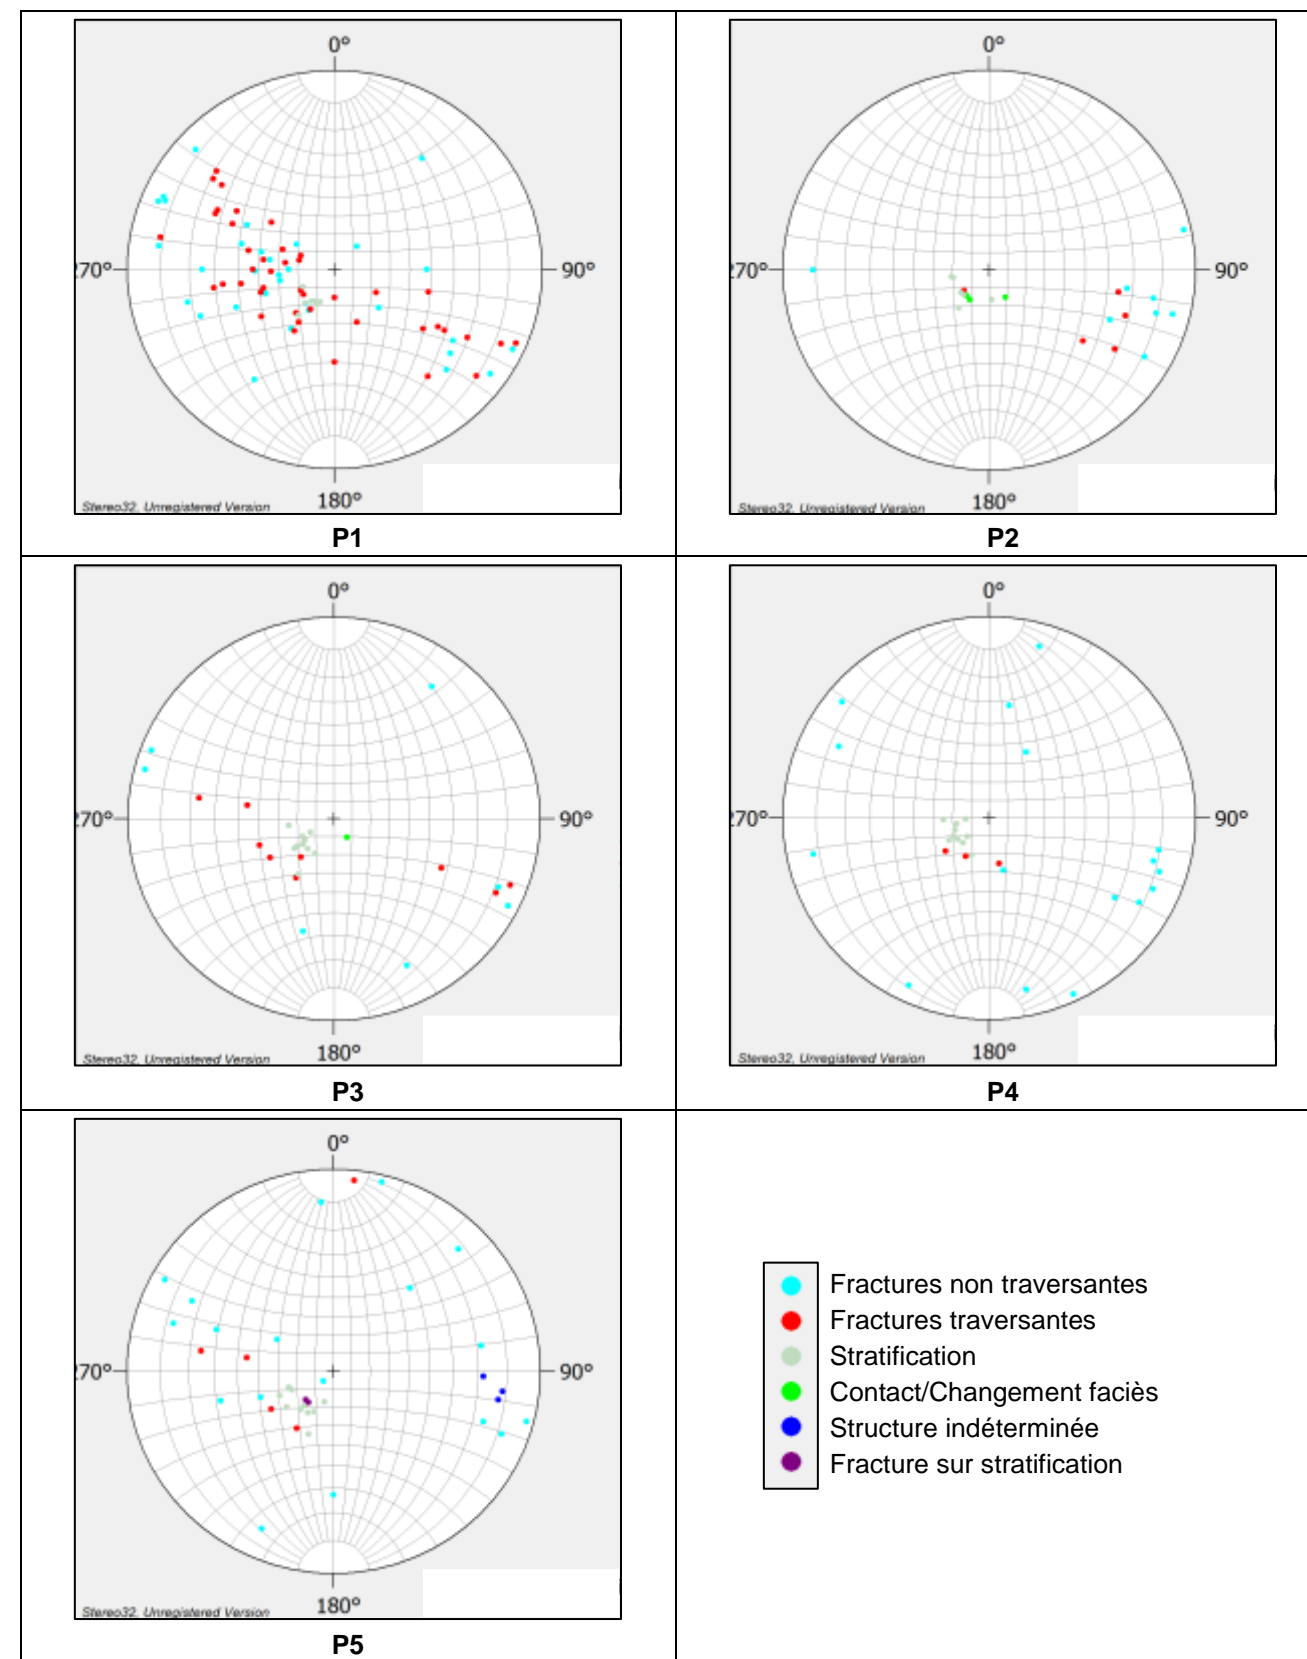 0°
270°
90°
180°
Stereo32, Unregistered Version
P1
0°
270°
90°
180°
Stereo32, Unregistered Version
P2
0°
270°
90°
180°
Stereo32, Unregistered Version
P3
0°
270°
90°
180°
Stereo32, Unregistered Version
P4
0°
270°
90°
180°
Stereo32, Unregistered Version
P5
Fractures non traversantes
Fractures traversantes
Stratification
Contact/Changement faciès
Structure indéterminée
Fracture sur stratification